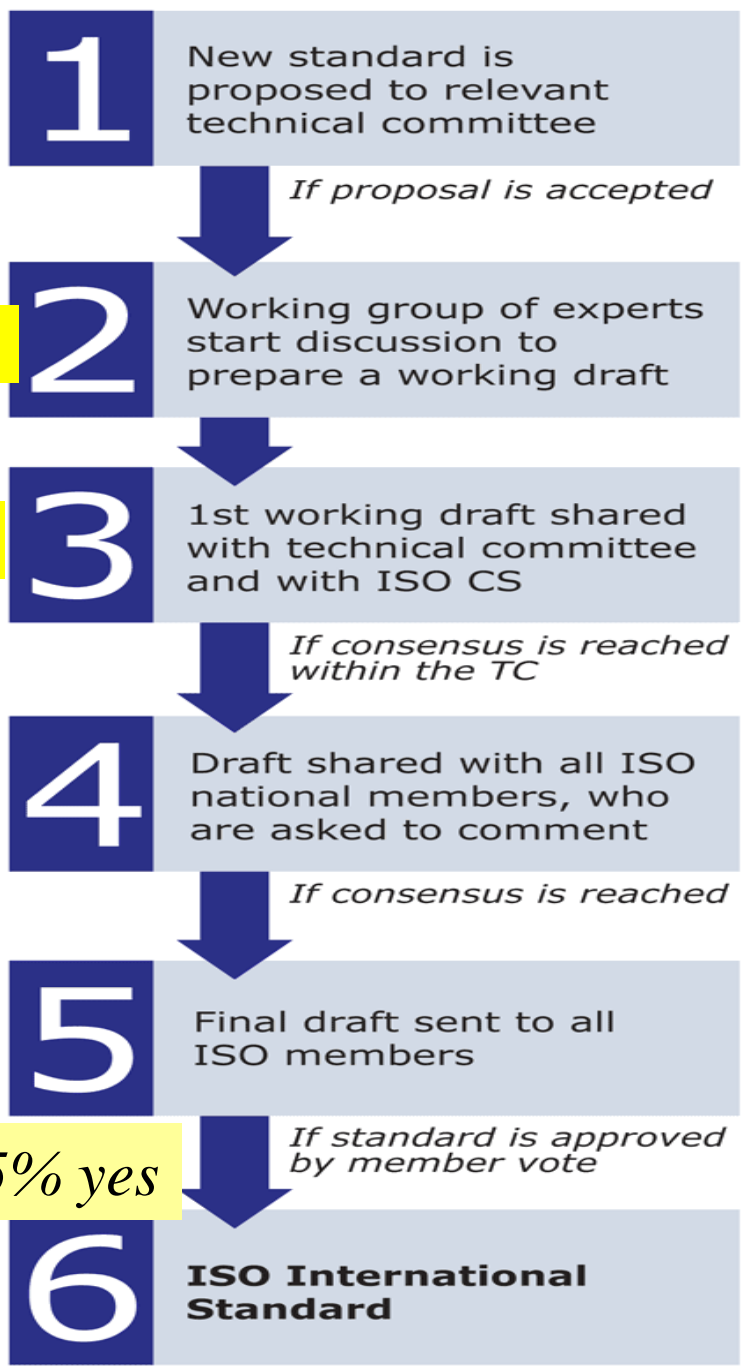 1
New standard is
proposed to relevant
technical committee
If proposal is accepted
2
Working group of experts
start discussion to
prepare a working draft
3
1st working draft shared
with technical committee
and with ISO CS
If consensus is reached
within the TC
4
Draft shared with all ISO
national members, who
are asked to comment
If consensus is reached
5
Final draft sent to all
ISO members
If standard is approved
by member vote
5% yes
6
ISO International
Standard